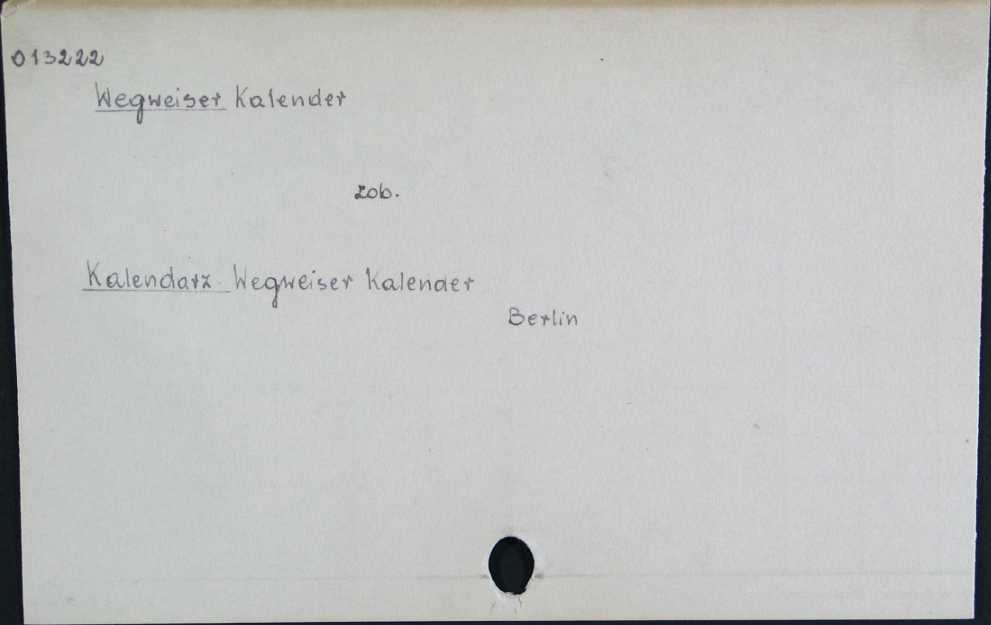 013222
Wegweiser Kalender
zob.
Kalendarz. Wegweiser Kalender
Berlin